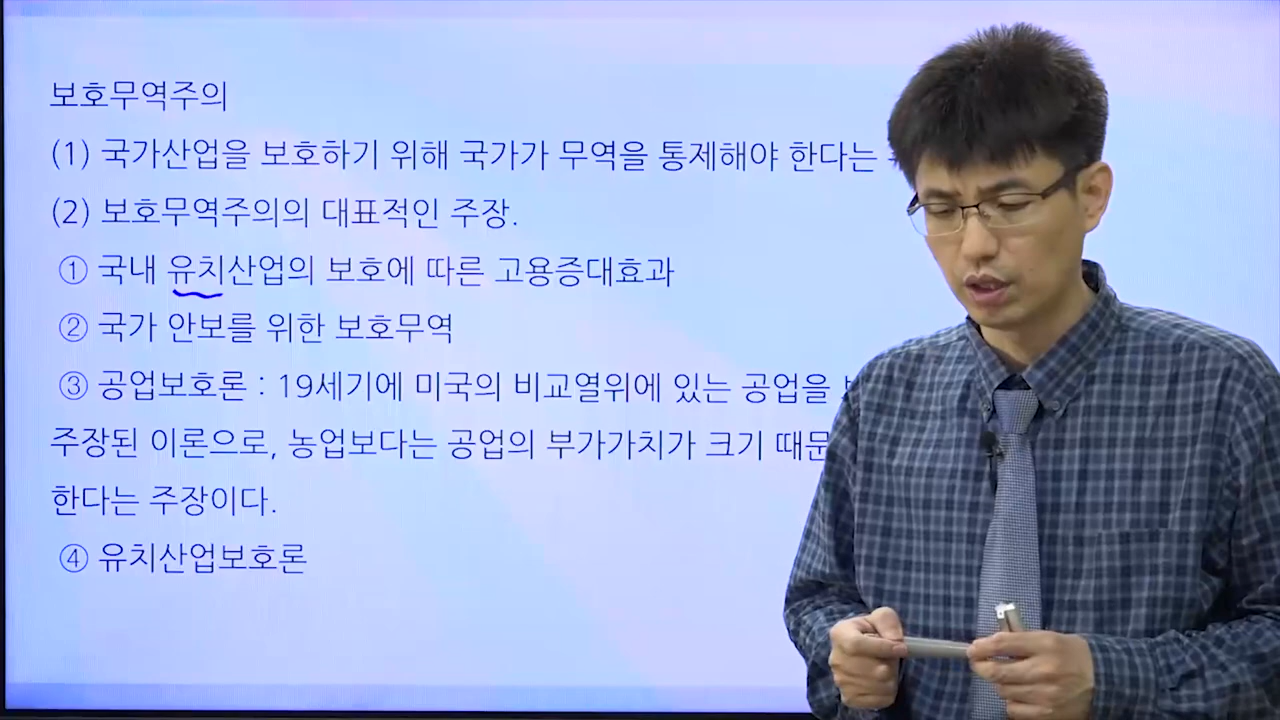 보호무역주의
(1) 국가산업을 보호하기 위해 국가가 무역을 통제해야 한다는
(2) 보호무역주의의 대표적인 주장.
① 국내 유치산업의 보호에 따른 고용증대효과
② 국가 안보를 위한 보호무역
③ 공업보호론 : 19세기에 미국의 비교열위에 있는 공업을
주장된 이론으로, 농업보다는 공업의 부가가치가 크기 때문
한다는 주장이다.
④ 유치산업보호론